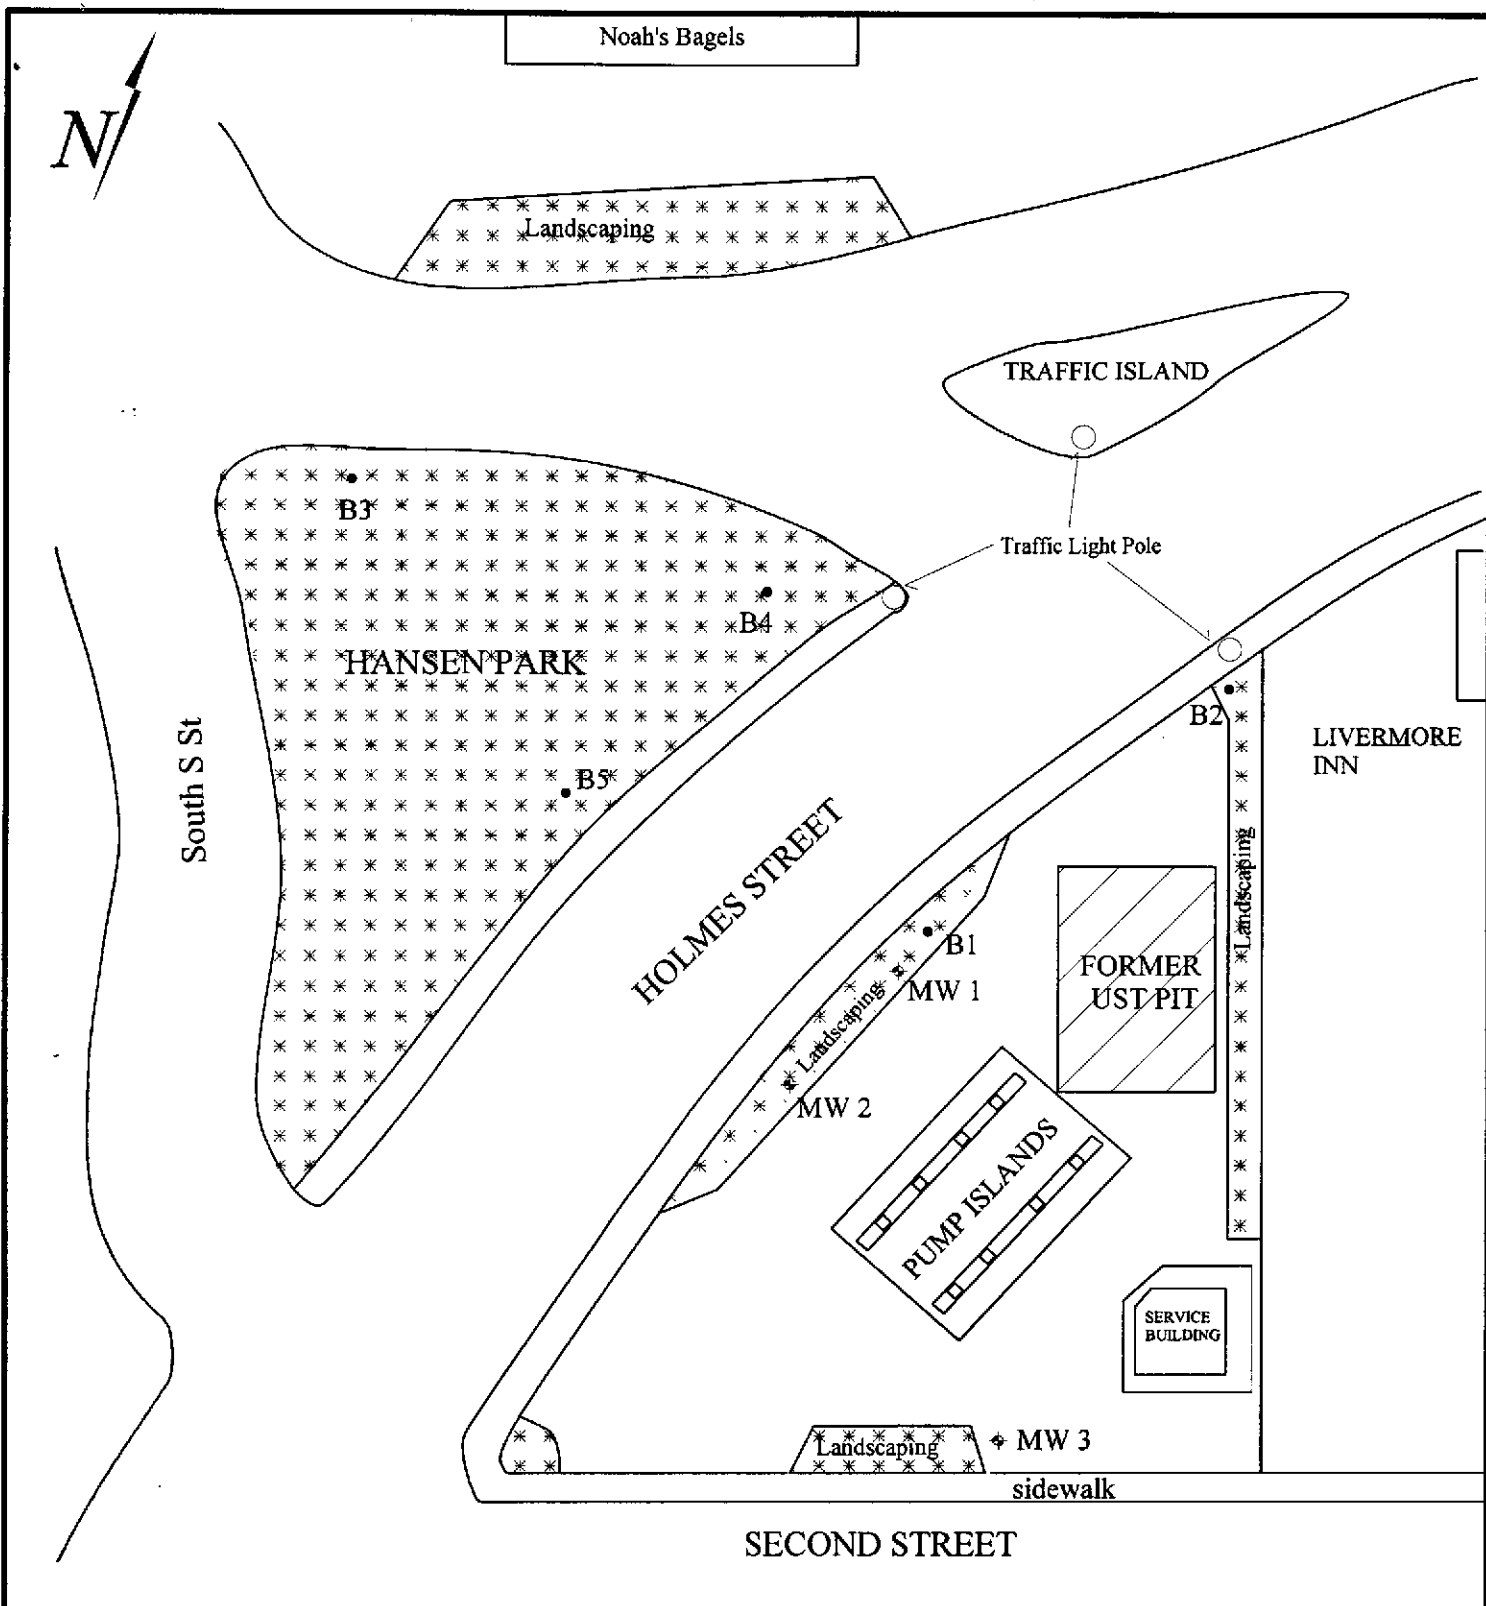 Noah's Bagels
N
Landscaping
TRAFFIC ISLAND
B3
Traffic Light Pole
B4
HANSEN PARK
B2
LIVERMORE
INN
South S St
B5
HOLMES STREET
Landscaping
B1
FORMER
UST PIT
MW 1
Landscaping
MW 2
PUMP ISLANDS
SERVICE
BUILDING
Landscaping
MW 3
sidewalk
SECOND STREET